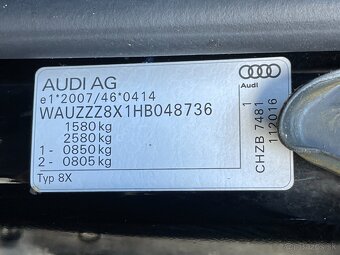 AUDI AG
e1*2007/46*0414
WAUZZZ8X1HB048736
1580 kg
2580 kg
1 - 0850 kg
2 - 0805 kg
Typ 8X
Audi
CHZB 7481 1
112016